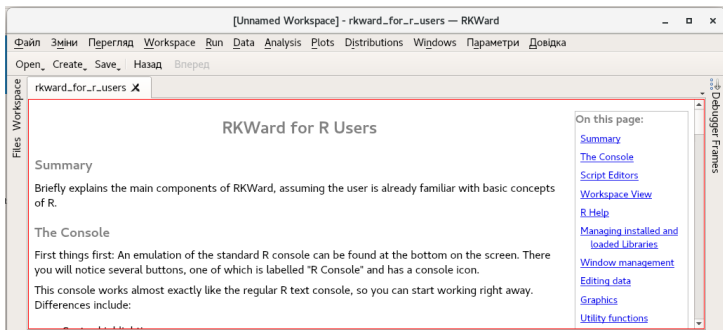 [Unnamed Workspace] - rkward_for_r_users — RKWard
Файл Зміни Перегляд Workspace Run Data Analysis Plots Distributions Windows Параметри Довідка
Open Create Save Назад Вперед
Files Workspace
rkward_for_r_users
Debugger Frames
RKWard for R Users
Summary
Briefly explains the main components of RKWard, assuming the user is already familiar with basic concepts
of R.
The Console
First things first: An emulation of the standard R console can be found at the bottom on the screen. There
you will notice several buttons, one of which is labelled "R Console" and has a console icon.
This console works almost exactly like the regular R text console, so you can start working right away.
Differences include:
On this page:
Summary
The Console
Script Editors
Workspace View
R Help
Managing installed and
loaded Libraries
Window management
Editing data
Graphics
Utility functions